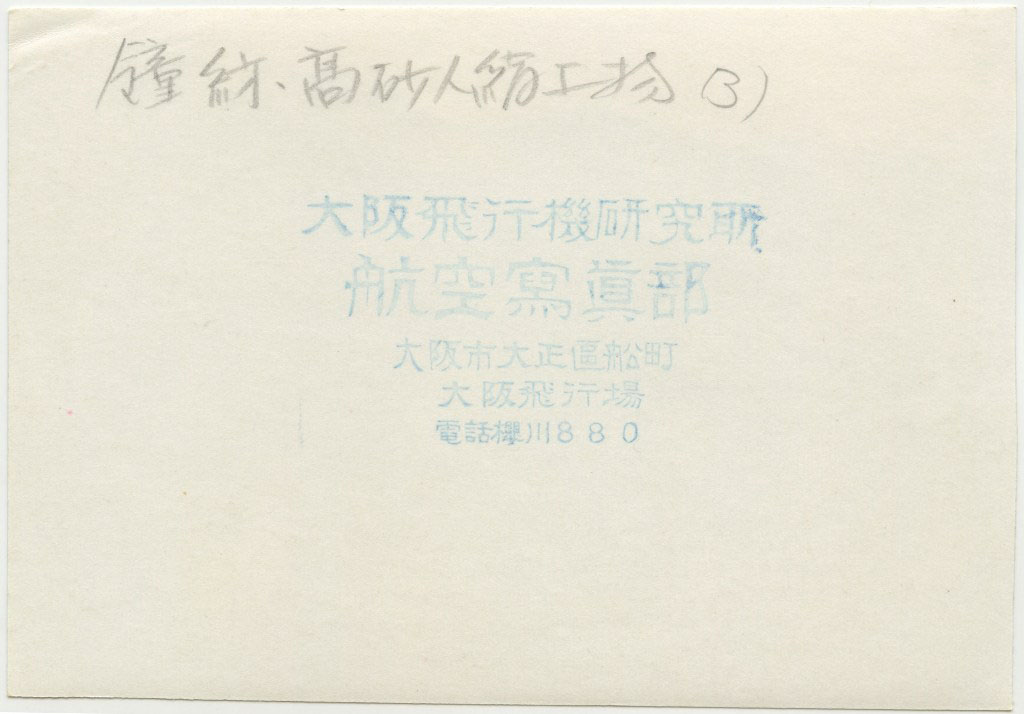 鐘紡、高砂人絹工場 (3)
大阪飛行機研究所
航空寫眞部
大阪市大正區船町
大阪飛行場
電話櫻川880